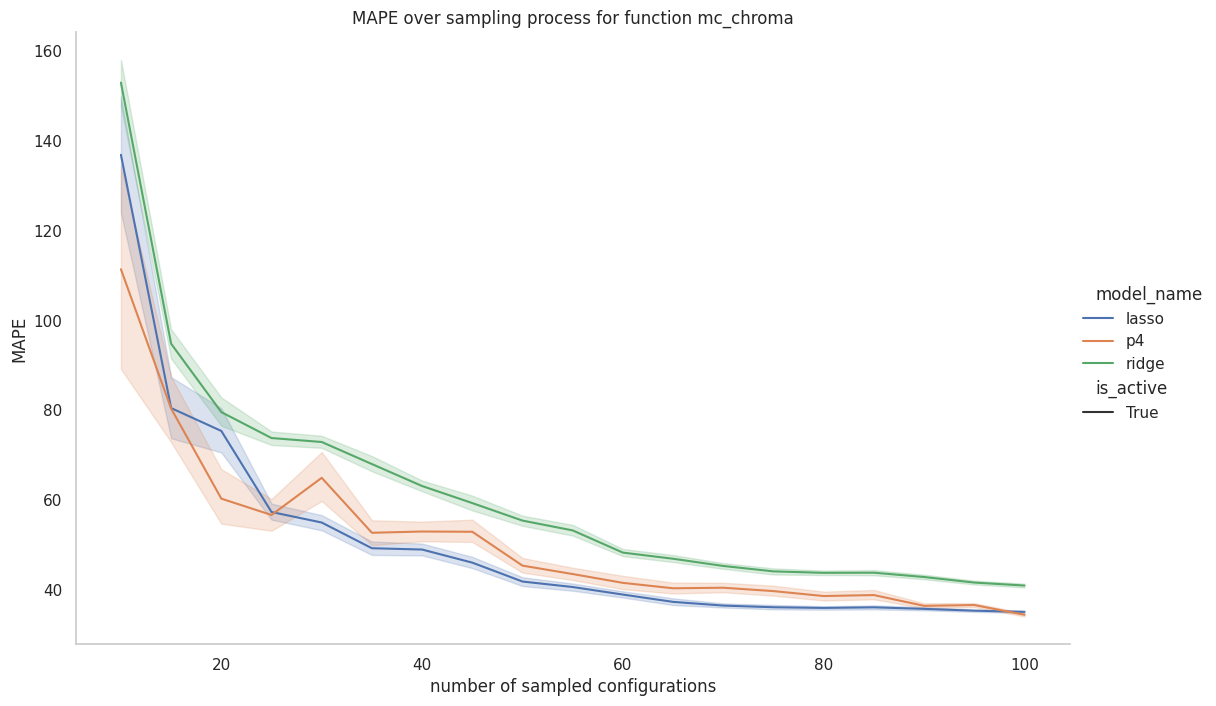 MAPE over sampling process for function mc_chroma
160
140
120
100
80
60
40
MAPE
20
40
60
80
100
number of sampled configurations
model_name
lasso
p4
ridge
is_active
True